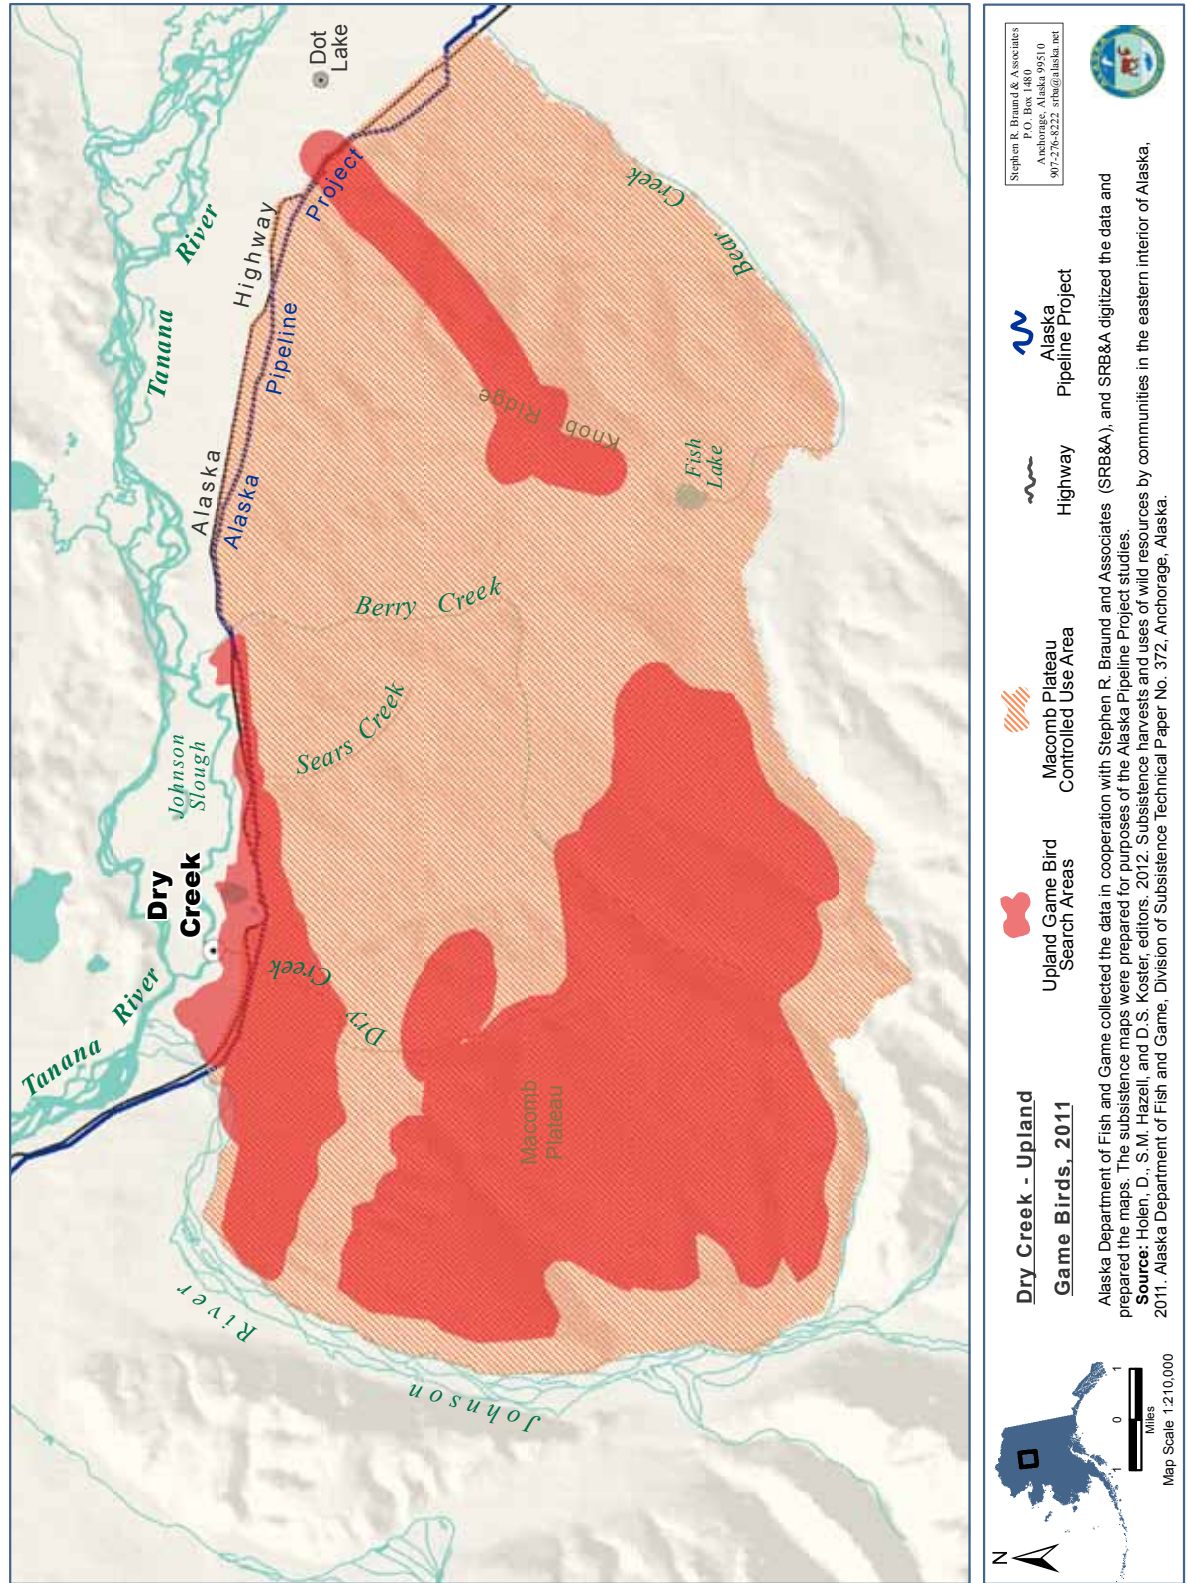 Dot
Lake
Tanana
River
Alaska
Highway
Alaska
Pipeline
Project
Bear
Creek
Knob
Ridge
Fish
Lake
Berry Creek
Sears Creek
Johnson
Slough
Dry
Creek
Dry
Creek
Tanana
River
Macomb
Plateau
Johnson
River
N
1 0 1
Miles
Map Scale 1:210,000
Dry Creek - Upland
Game Birds, 2011
Upland Game Bird
Search Areas
Macomb Plateau
Controlled Use Area
Highway
Alaska
Pipeline Project
Stephen R. Braund & Associates
P.O. Box 1480
Anchorage, Alaska 99510
907-276-8222 srba@alaska.net
Alaska Department of Fish and Game collected the data in cooperation with Stephen R. Braund and Associates (SRB&A), and SRB&A digitized the data and
prepared the maps. The subsistence maps were prepared for purposes of the Alaska Pipeline Project studies.
Source: Holen, D., S.M. Hazell, and D.S. Koster, editors. 2012. Subsistence harvests and uses of wild resources by communities in the eastern interior of Alaska,
2011. Alaska Department of Fish and Game, Division of Subsistence Technical Paper No. 372, Anchorage, Alaska.